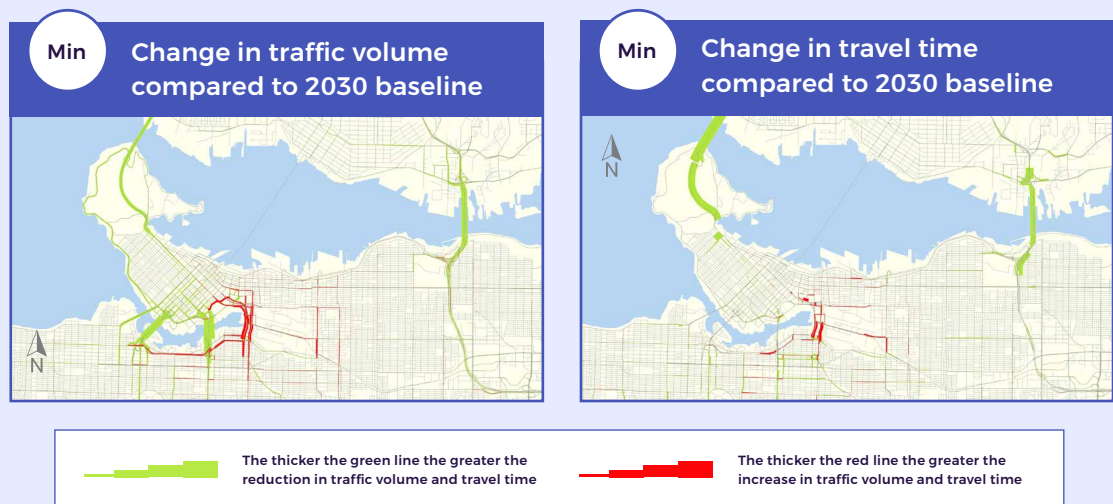 Min
Change in traffic volume
compared to 2030 baseline
N
Min
Change in travel time
compared to 2030 baseline
N
The thicker the green line the greater the
reduction in traffic volume and travel time
The thicker the red line the greater the
increase in traffic volume and travel time